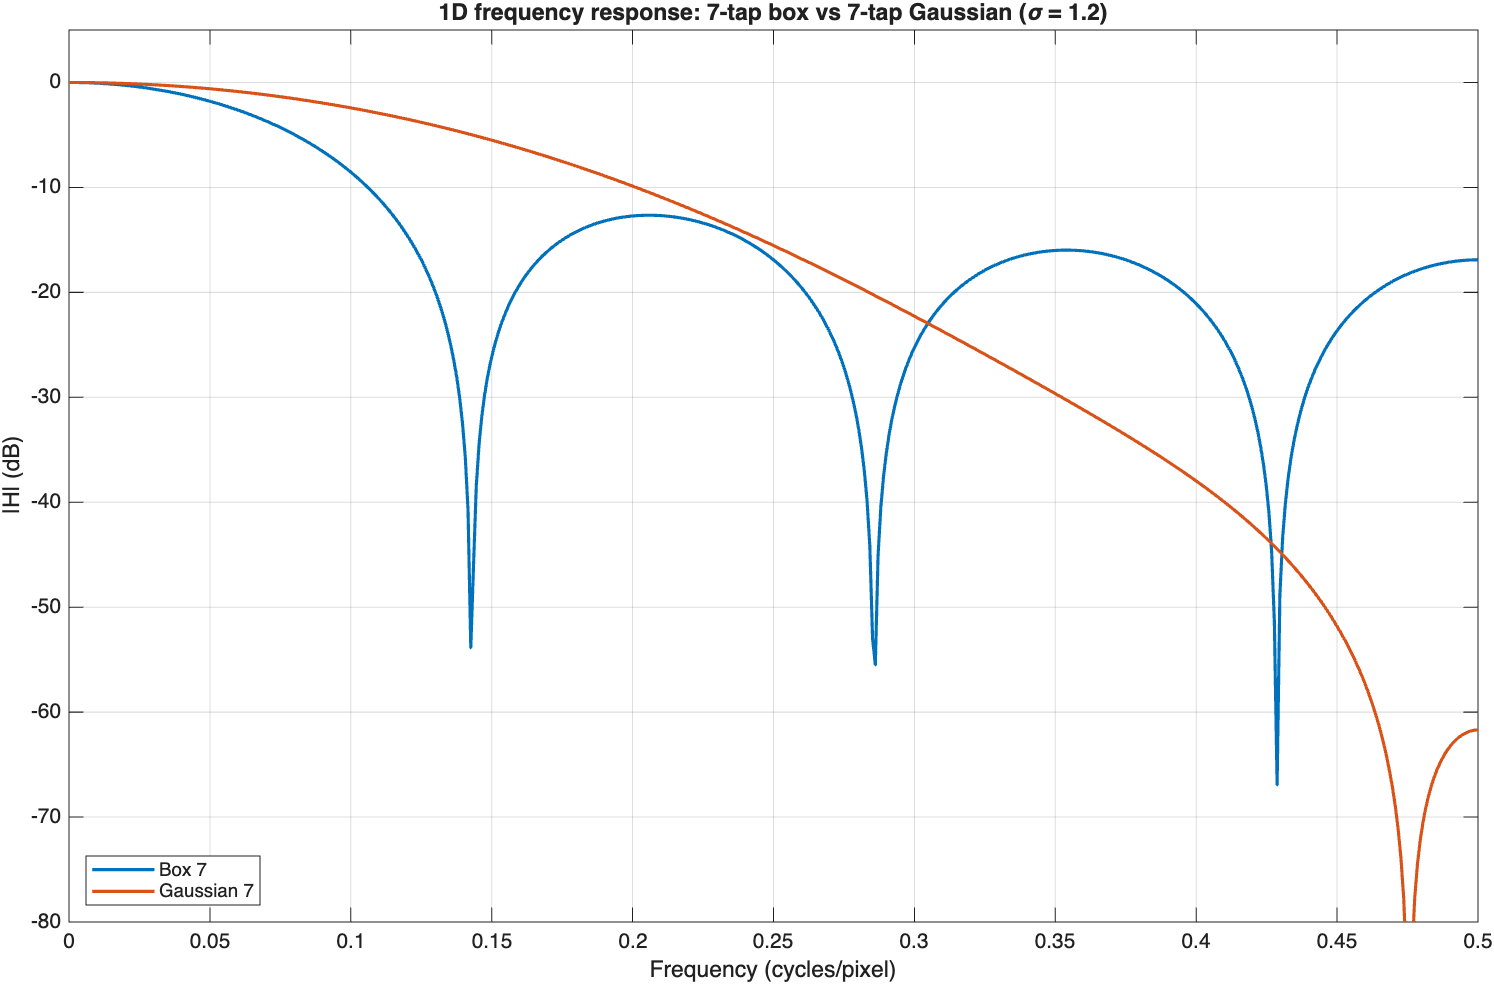 1D frequency response: 7-tap box vs 7-tap Gaussian (σ = 1.2)
|H| (dB)
0
-10
-20
-30
-40
-50
-60
-70
-80
Box 7
Gaussian 7
0 0.05 0.1 0.15 0.2 0.25 0.3 0.35 0.4 0.45 0.5
Frequency (cycles/pixel)